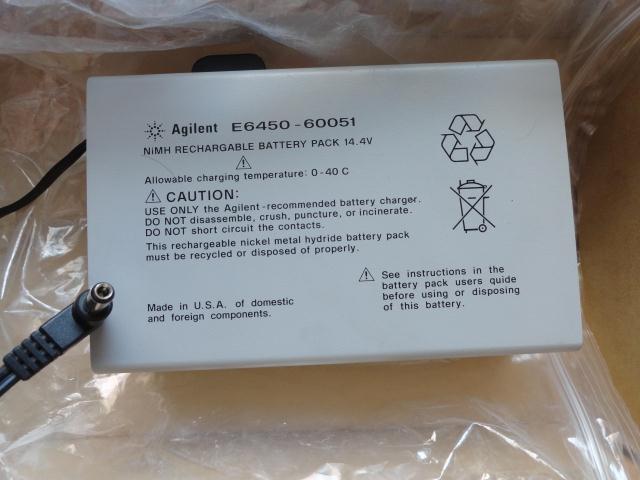 Agilent E6450-60051
NiMH RECHARGABLE BATTERY PACK 14.4V
Allowable charging temperature: 0-40 C
CAUTION:
USE ONLY the Agilent-recommended battery charger.
DO NOT disassemble, crush, puncture, or incinerate.
DO NOT short circuit the contacts.
This rechargeable nickel metal hydride battery pack
must be recycled or disposed of properly.
See instructions in the
battery pack users guide
before using or disposing
of this battery.
Made in U.S.A. of domestic
and foreign components.